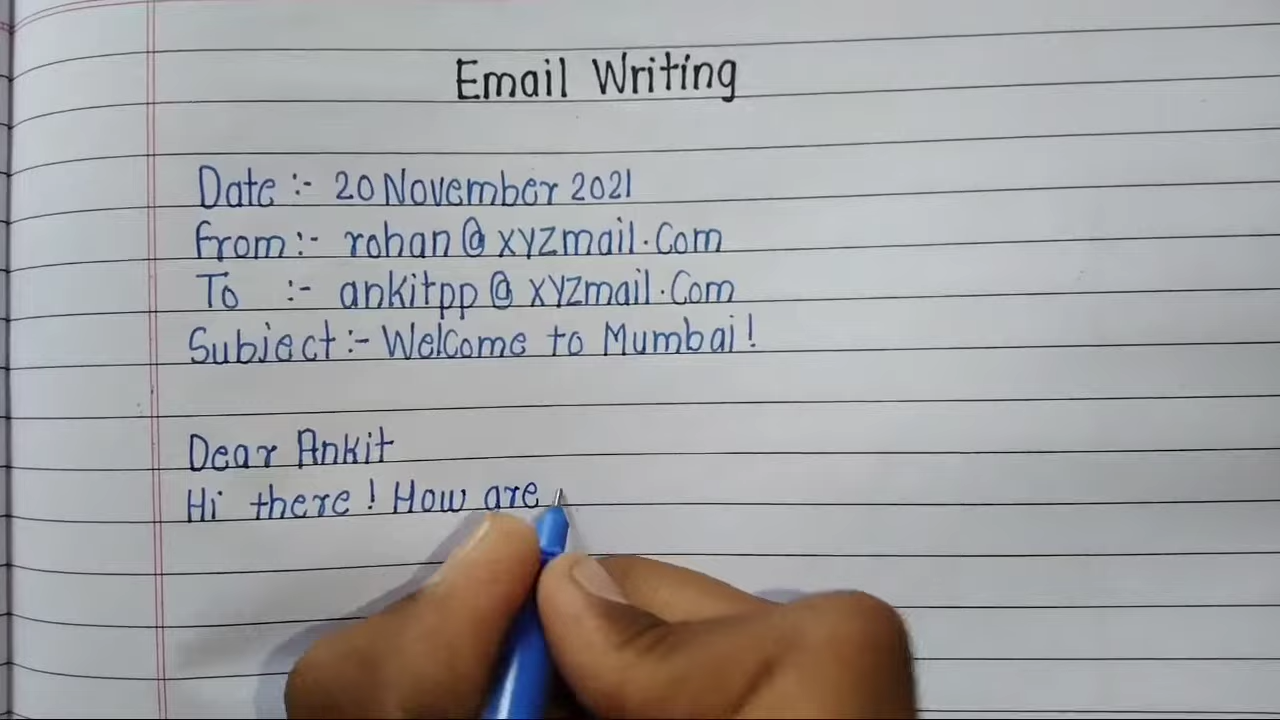 Email Writing
Date :- 20 November 2021
From :- rohan@xyzmail.Com
To :- ankitpp@xyzmail.Com
Subject :- Welcome to Mumbai!
Dear Ankit
Hi there! How are